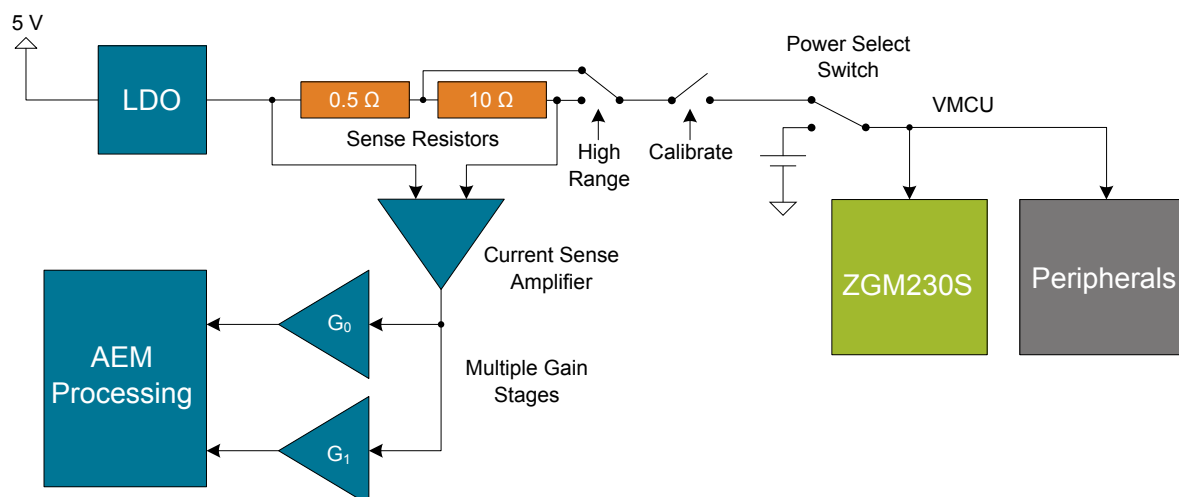 5 V
LDO
0.5 Ω
10 Ω
Sense Resistors
High
Range
Calibrate
Power Select
Switch
VMCU
Current Sense
Amplifier
ZGM230S
Peripherals
AEM
Processing
G0
Multiple Gain
Stages
G1